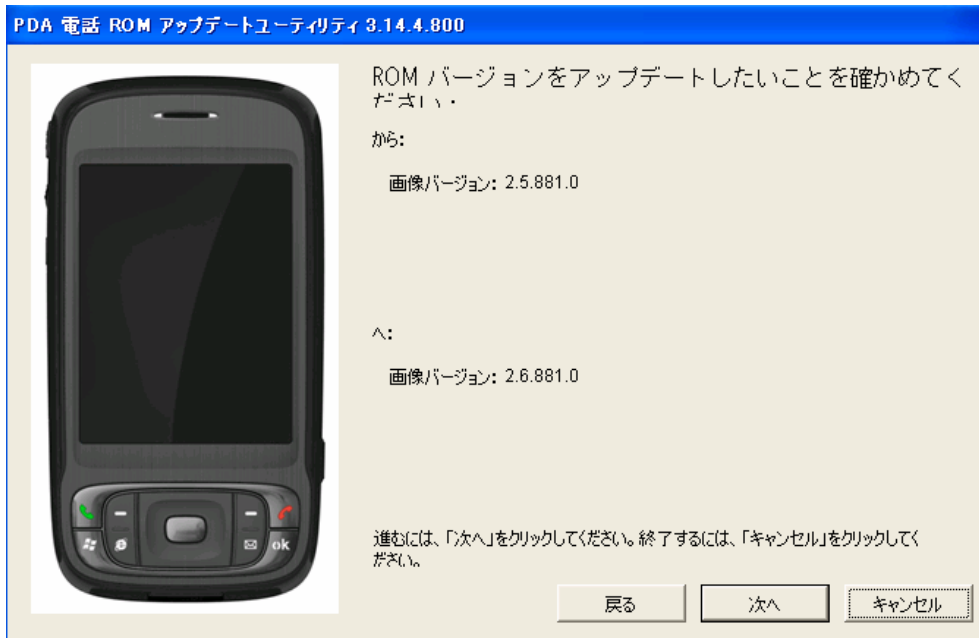 PDA 電話 ROM アップデートユーティリティ 3.14.4.800
ROM バージョンをアップデートしたいことを確かめてく
ださい・
から:
画像バージョン: 2.5.881.0
へ:
画像バージョン: 2.6.881.0
進むには、「次へ」をクリックしてください。終了するには、「キャンセル」をクリックしてく
ださい。
戻る
次へ
キャンセル
ok